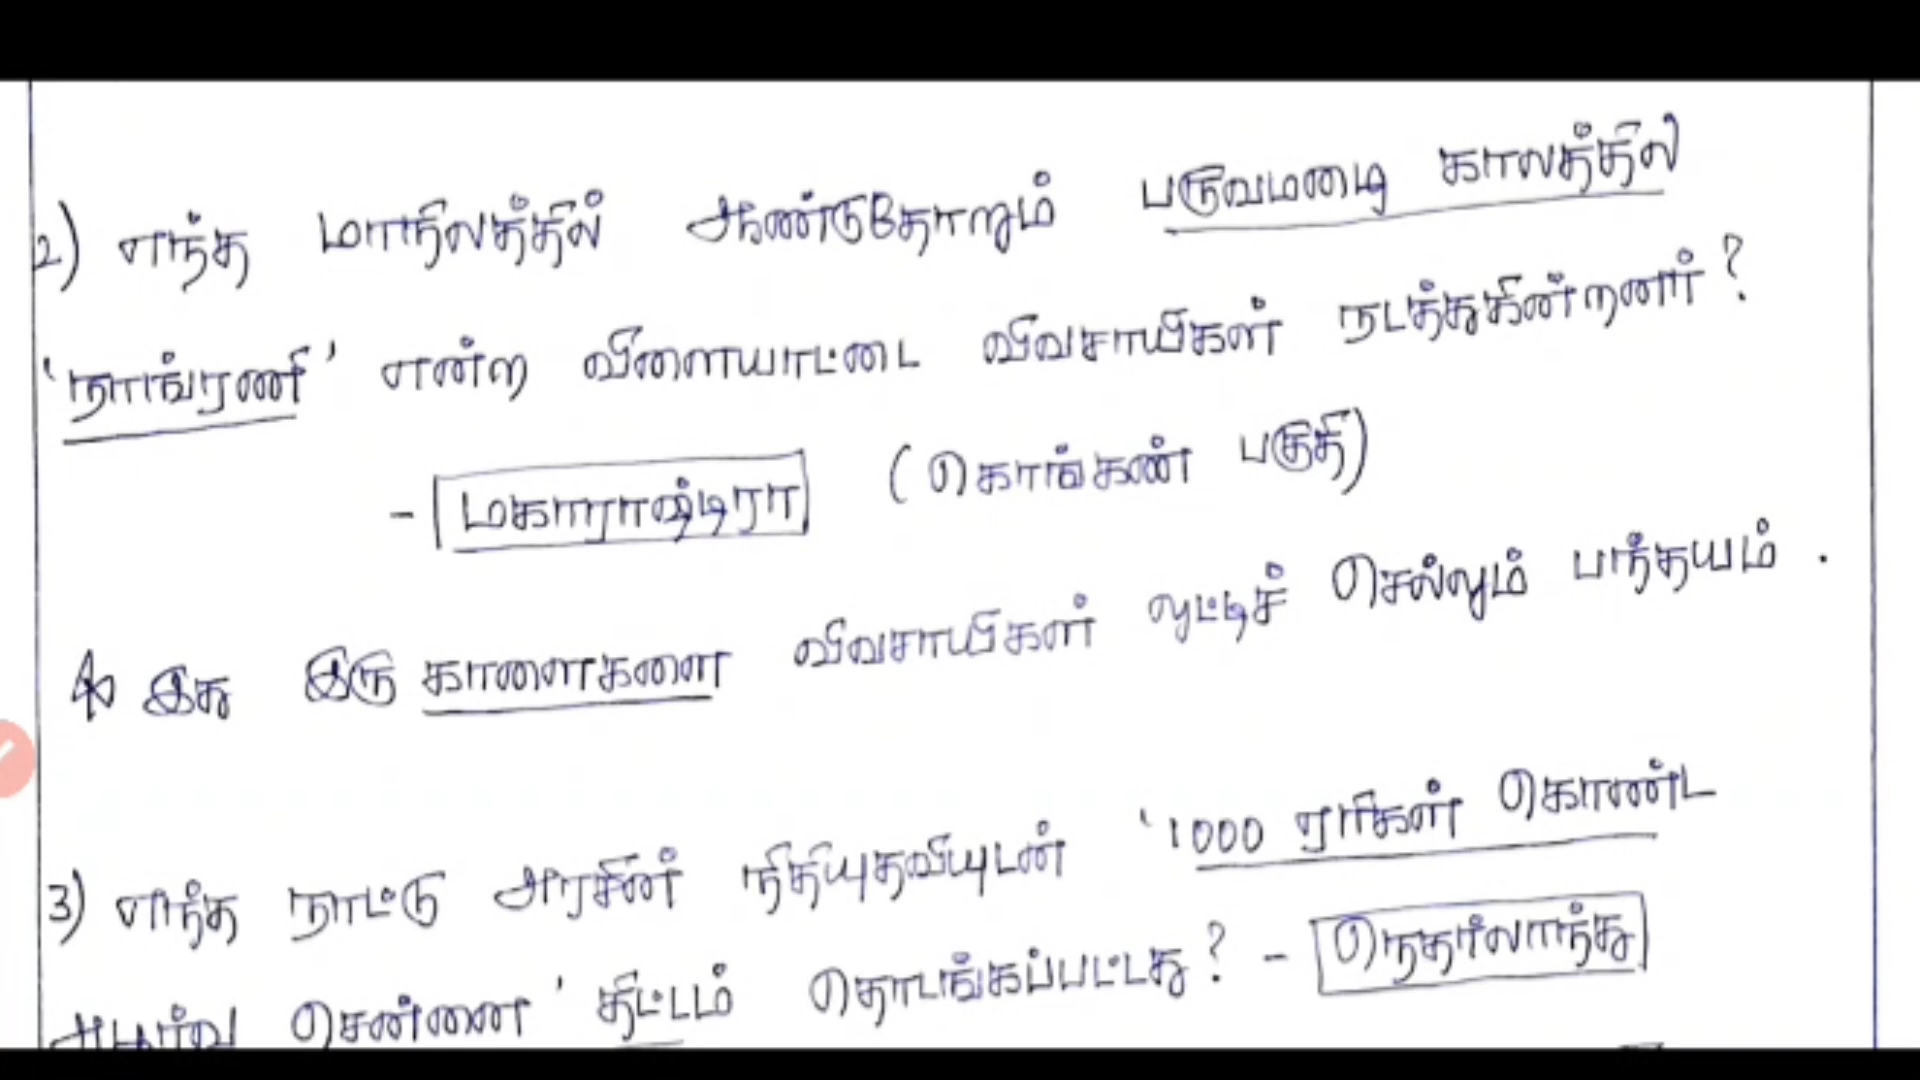 2) எந்த மாநிலத்தில் ஆண்டுதோறும் பருவமழை காலத்தில்
'நாங்ரணி' என்ற விளையாட்டை விவசாயிகள் நடத்துகின்றனர்?
- மகாராஷ்டிரா (கொங்கண் பகுதி)
இது இரு காளைகளை விவசாயிகள் ஓட்டிச் செல்லும் பந்தயம்.
3) எந்த நாட்டு அரசின் நிதியுதவியுடன் '1000 ஏரிகள் கொண்ட
சென்னை' திட்டம் தொடங்கப்பட்டது? - நெதர்லாந்து